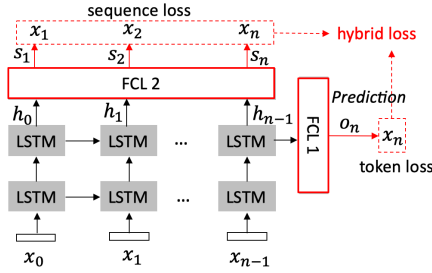 sequence loss
x₁ x₂ xₙ
hybrid loss
s₁ s₂ sₙ
FCL 2
h₀ h₁ hₙ₋₁
Prediction
FCL 1
oₙ
xₙ
LSTM LSTM ... LSTM
token loss
LSTM LSTM ... LSTM
x₀ x₁ xₙ₋₁